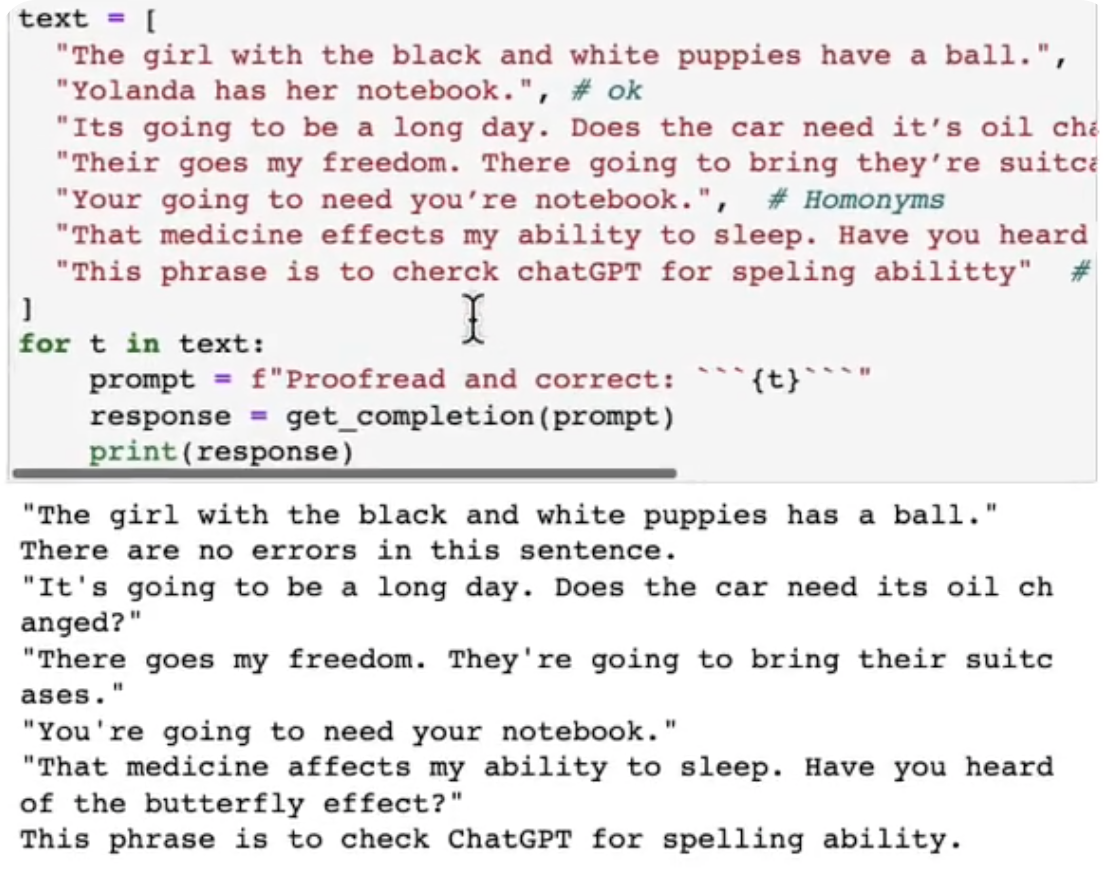 text = [
"The girl with the black and white puppies have a ball.",
"Yolanda has her notebook.", # ok
"Its going to be a long day. Does the car need it’s oil cha
"Their goes my freedom. There going to bring they’re suitca
"Your going to need you’re notebook.", # Homonyms
"That medicine effects my ability to sleep. Have you heard
"This phrase is to cherck chatGPT for speling abilitty" #
]
for t in text:
prompt = f"Proofread and correct: ```{t}```"
response = get_completion(prompt)
print(response)
"The girl with the black and white puppies has a ball."
There are no errors in this sentence.
"It's going to be a long day. Does the car need its oil ch
anged?"
"There goes my freedom. They're going to bring their suitc
ases."
"You're going to need your notebook."
"That medicine affects my ability to sleep. Have you heard
of the butterfly effect?"
This phrase is to check ChatGPT for spelling ability.